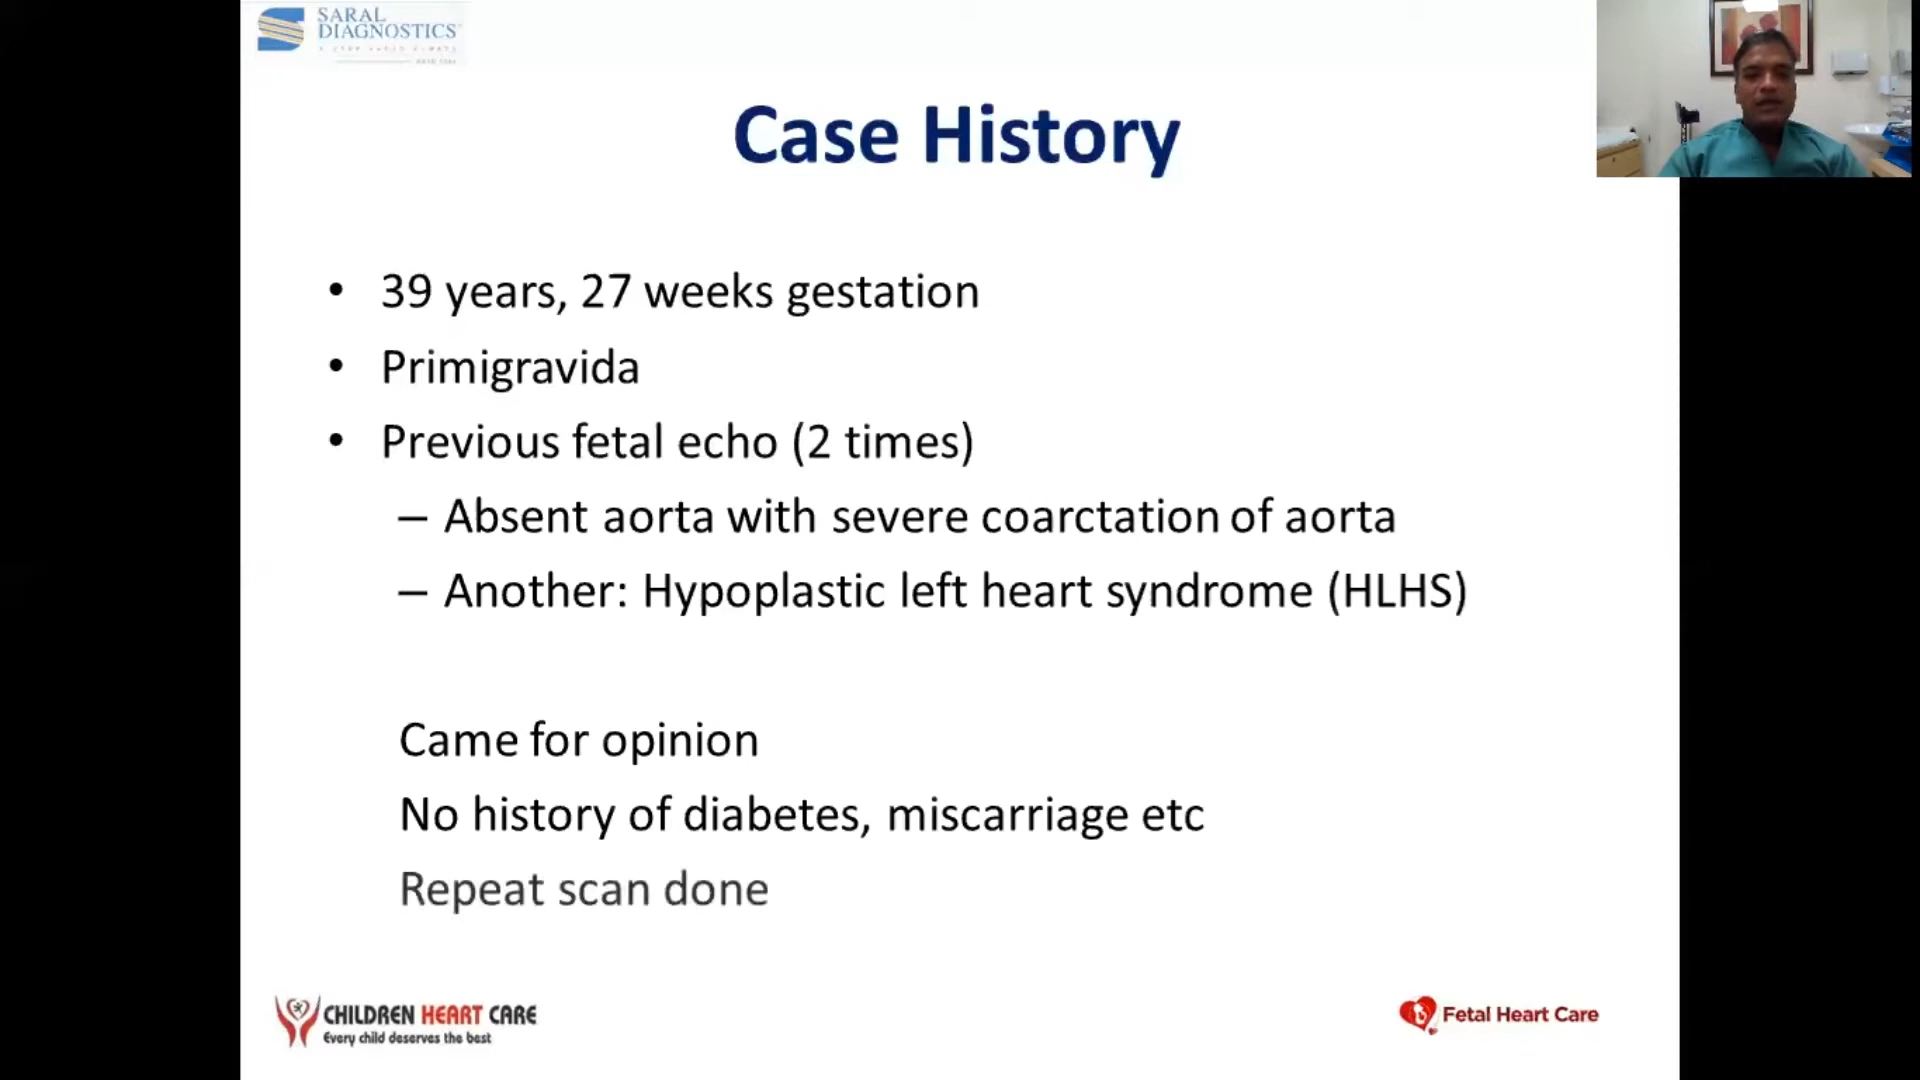 SARAL
DIAGNOSTICS
Case History
• 39 years, 27 weeks gestation
• Primigravida
• Previous fetal echo (2 times)
– Absent aorta with severe coarctation of aorta
– Another: Hypoplastic left heart syndrome (HLHS)
Came for opinion
No history of diabetes, miscarriage etc
Repeat scan done
CHILDREN HEART CARE
Every child deserves the best
Fetal Heart Care